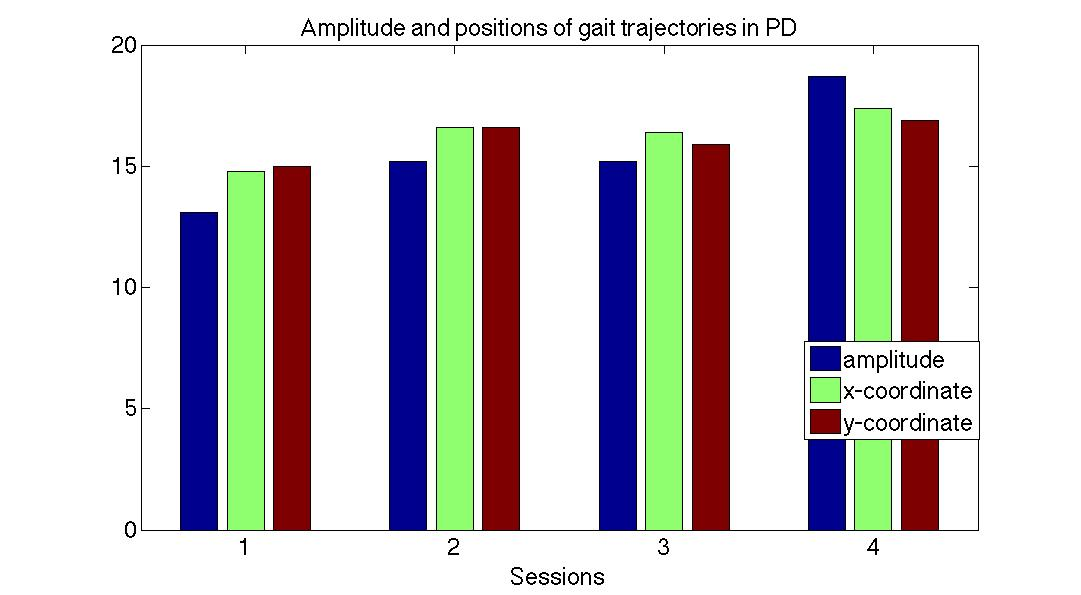 Amplitude and positions of gait trajectories in PD
20
15
10
5
0
amplitude
x-coordinate
y-coordinate
1 2 3 4
Sessions